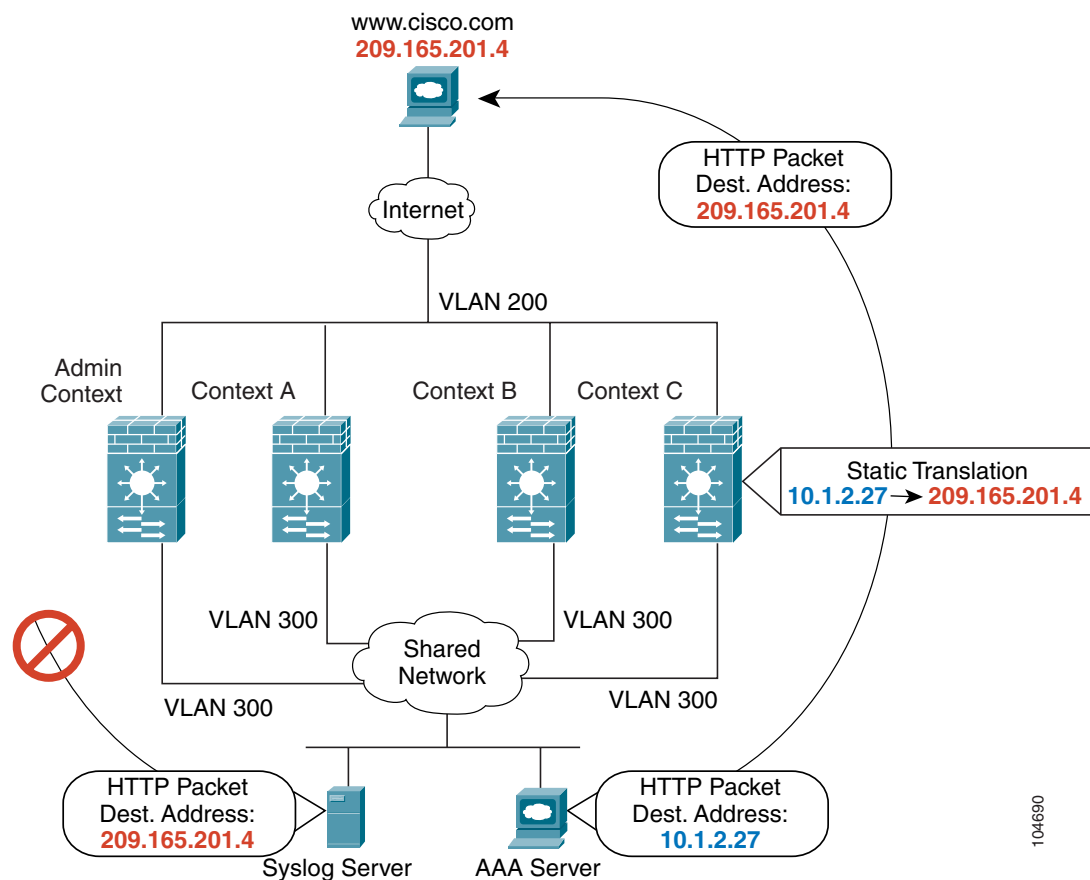 www.cisco.com
209.165.201.4
HTTP Packet
Dest. Address:
209.165.201.4
Internet
VLAN 200
Admin
Context
Context A
Context B
Context C
Static Translation
10.1.2.27 209.165.201.4
VLAN 300
VLAN 300
Shared
Network
VLAN 300
VLAN 300
HTTP Packet
Dest. Address:
209.165.201.4
HTTP Packet
Dest. Address:
10.1.2.27
Syslog Server
AAA Server
104690